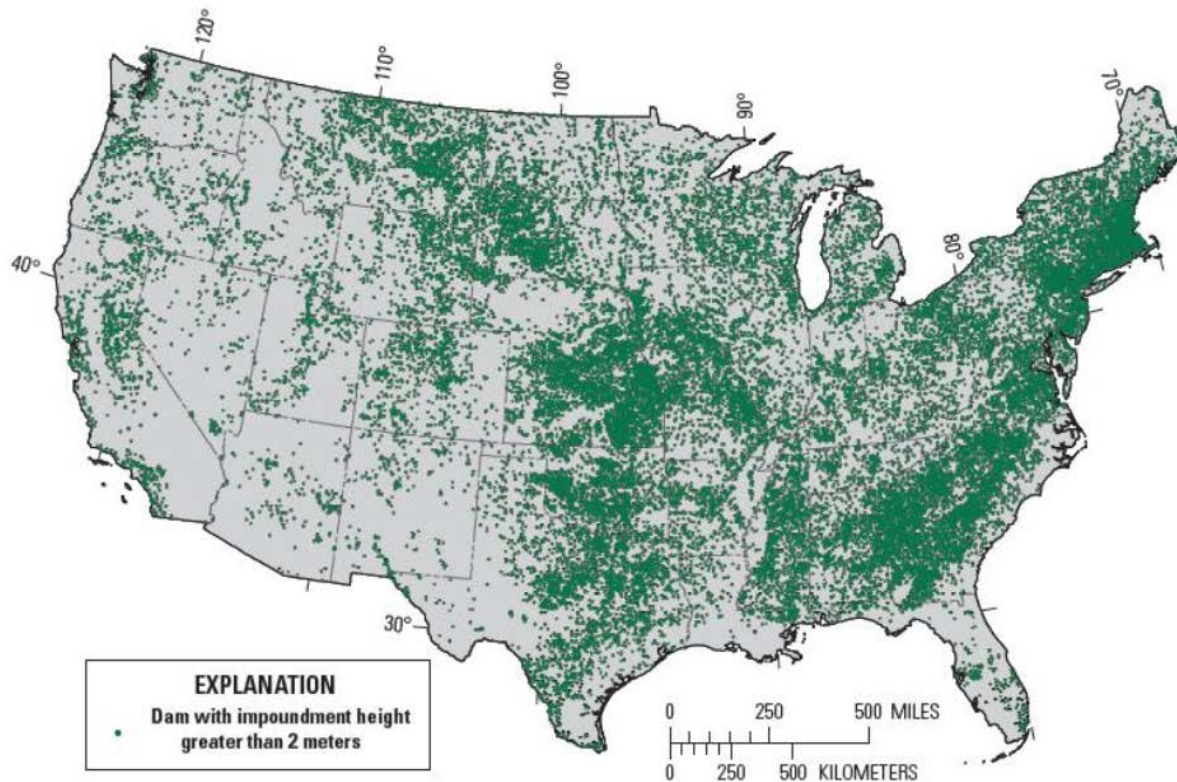 120°
110°
100°
90°
70°
80°
40°
30°
EXPLANATION
Dam with impoundment height
greater than 2 meters
0 250 500 MILES
0 250 500 KILOMETERS